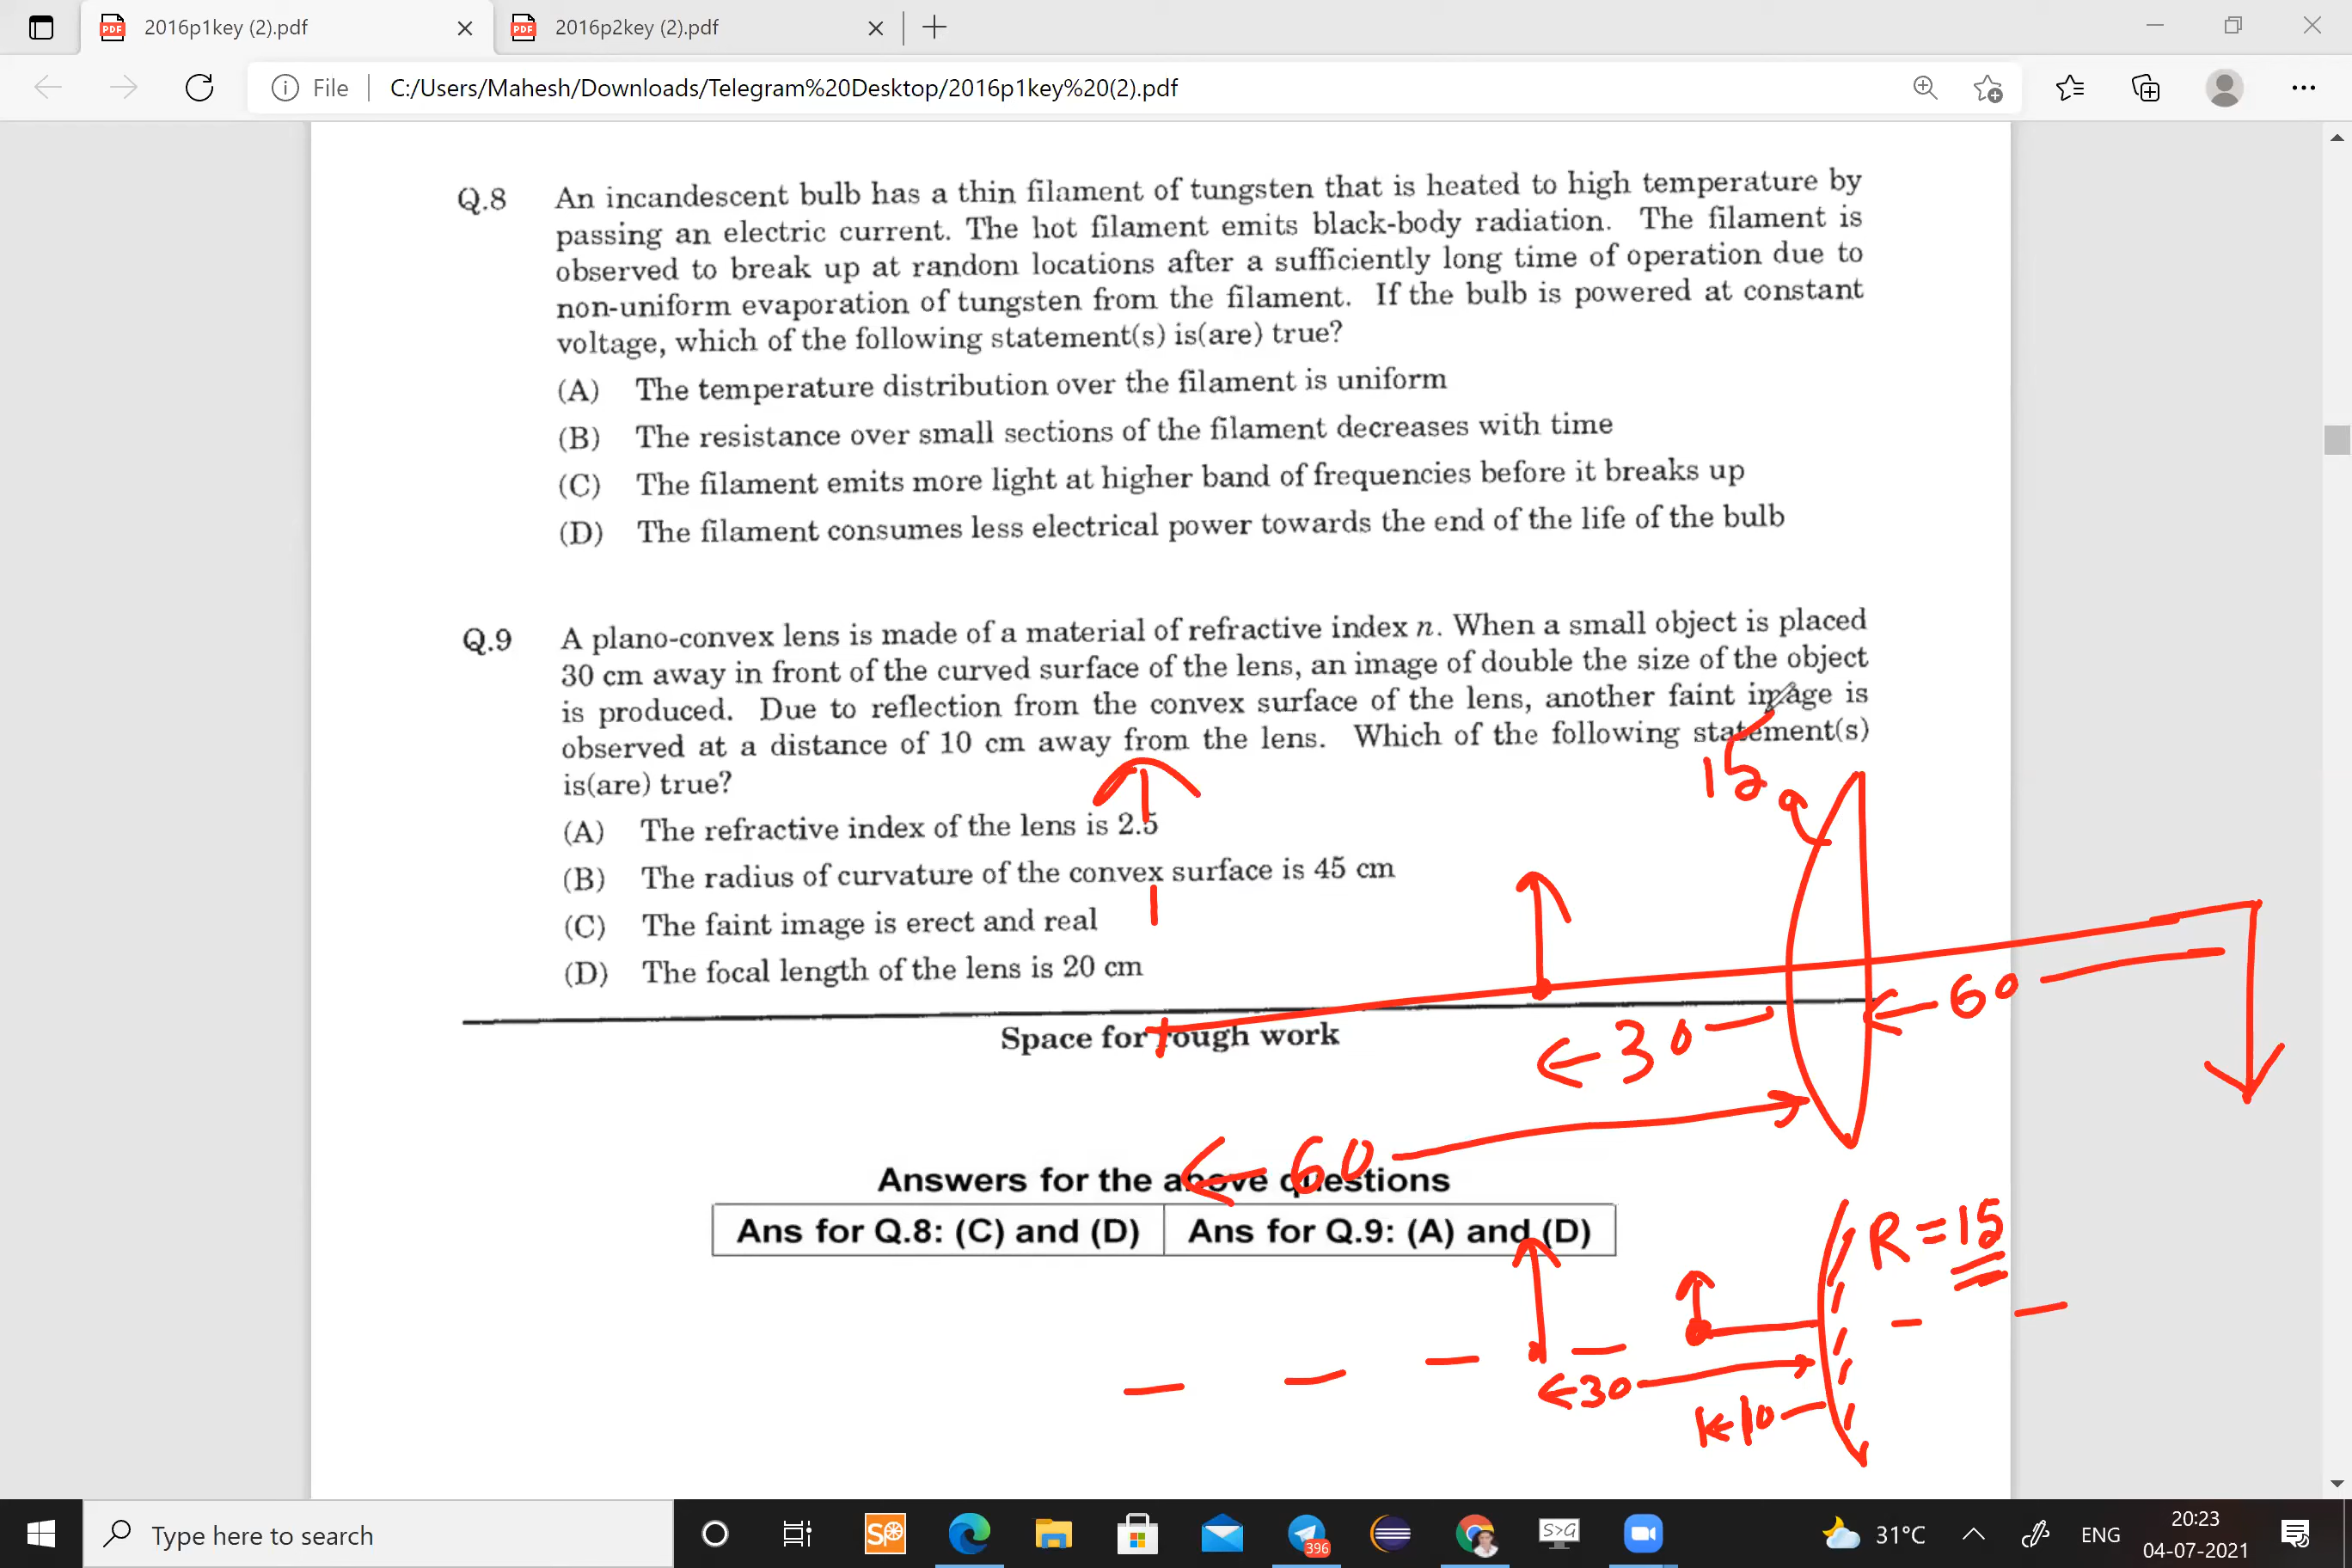 2016p1key (2).pdf
2016p2key (2).pdf
File
C:/Users/Mahesh/Downloads/Telegram%20Desktop/2016p1key%20(2).pdf
Q.8 An incandescent bulb has a thin filament of tungsten that is heated to high temperature by
passing an electric current. The hot filament emits black-body radiation. The filament is
observed to break up at random locations after a sufficiently long time of operation due to
non-uniform evaporation of tungsten from the filament. If the bulb is powered at constant
voltage, which of the following statement(s) is(are) true?
(A) The temperature distribution over the filament is uniform
(B) The resistance over small sections of the filament decreases with time
(C) The filament emits more light at higher band of frequencies before it breaks up
(D) The filament consumes less electrical power towards the end of the life of the bulb
Q.9 A plano-convex lens is made of a material of refractive index n. When a small object is placed
30 cm away in front of the curved surface of the lens, an image of double the size of the object
is produced. Due to reflection from the convex surface of the lens, another faint image is
observed at a distance of 10 cm away from the lens. Which of the following statement(s)
is(are) true?
15
(A) The refractive index of the lens is 2.5
(B) The radius of curvature of the convex surface is 45 cm
(C) The faint image is erect and real
(D) The focal length of the lens is 20 cm
60
30
Space for rough work
60
Answers for the above questions
Ans for Q.8: (C) and (D)
Ans for Q.9: (A) and (D)
R = 15
30
10
Type here to search
SP
396
S>G
31°C
ENG
20:23
04-07-2021